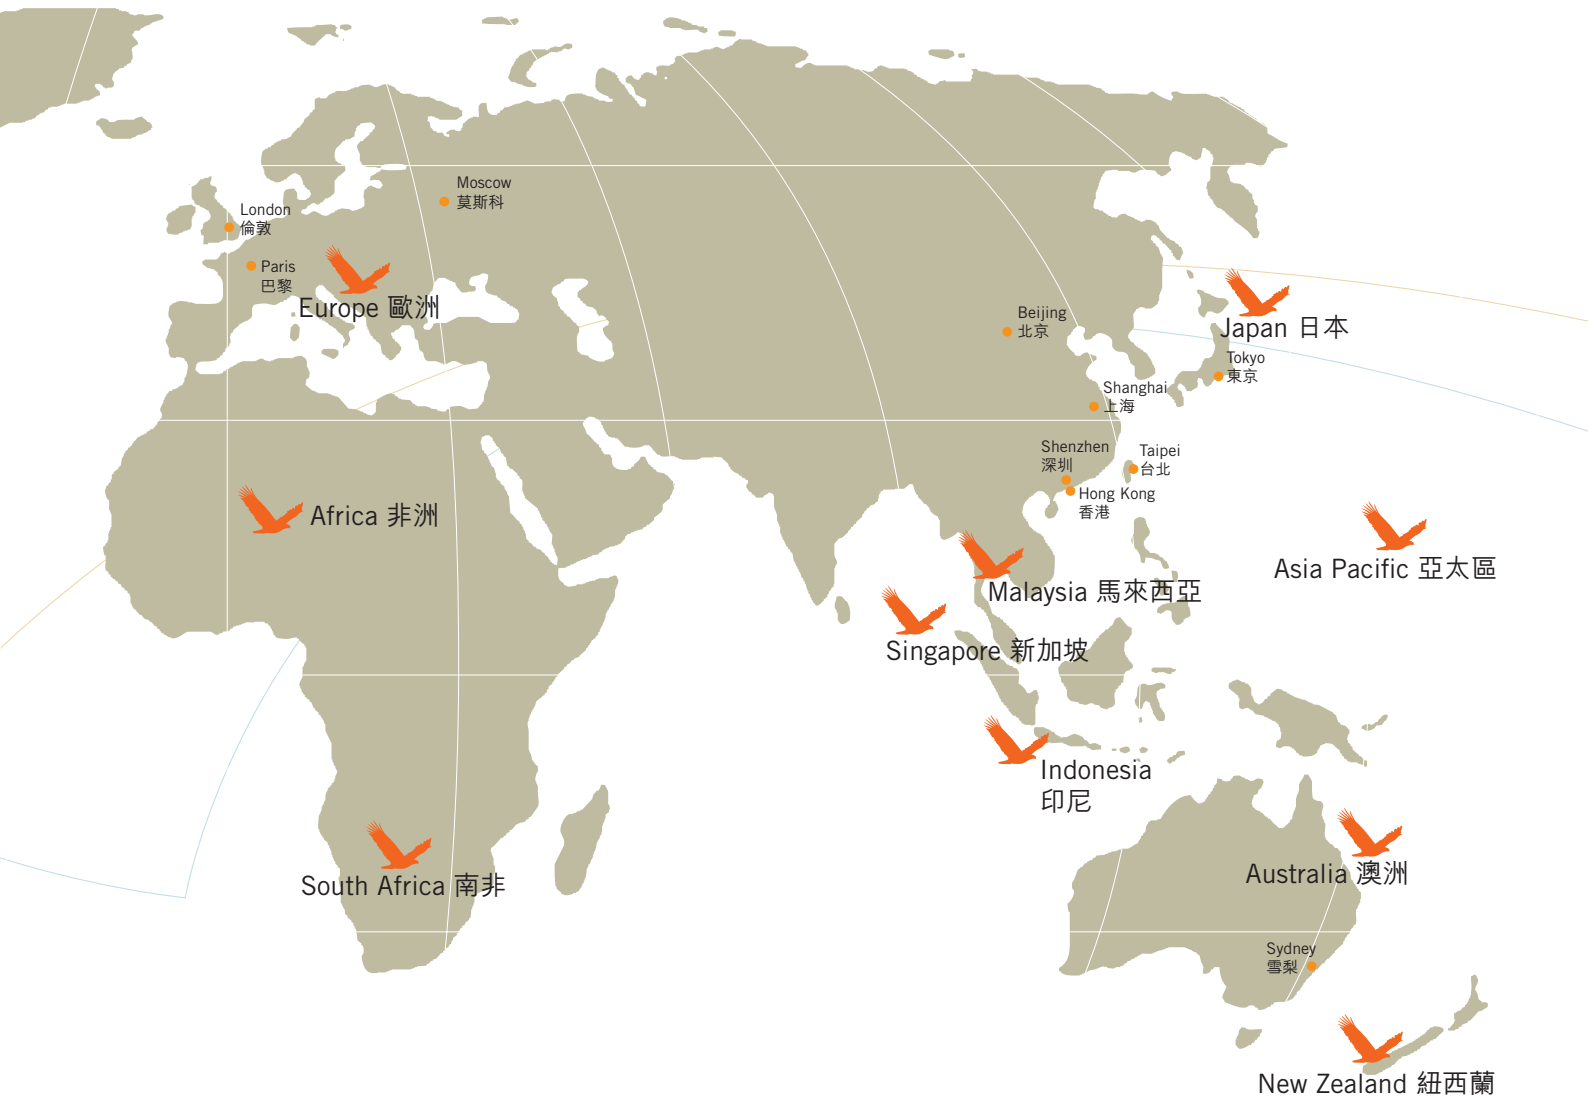 Moscow
莫斯科
London
倫敦
Paris
巴黎
Europe 歐洲
Beijing
北京
Japan 日本
Tokyo
東京
Shanghai
上海
Shenzhen
深圳
Taipei
台北
Hong Kong
香港
Africa 非洲
Asia Pacific 亞太區
Malaysia 馬來西亞
Singapore 新加坡
Indonesia
印尼
South Africa 南非
Australia 澳洲
Sydney
雪梨
New Zealand 紐西蘭